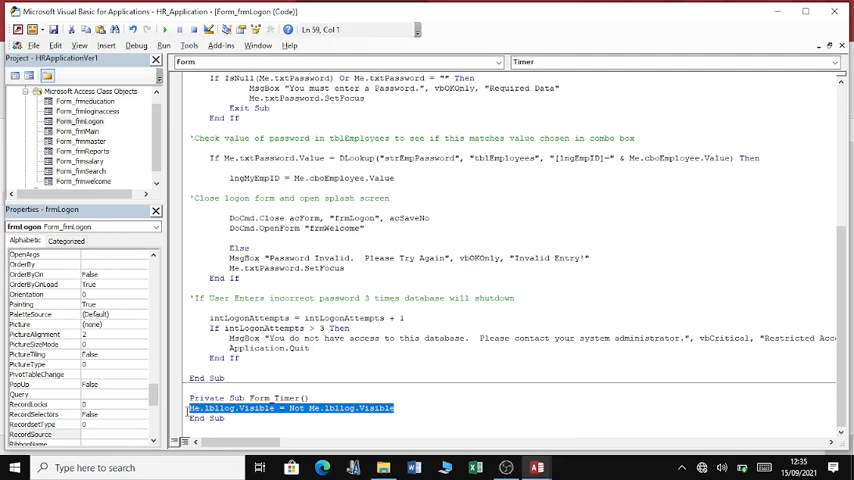 Microsoft Visual Basic for Applications - HR_Application - [Form_frmLogon (Code)]
File Edit View Insert Debug Run Tools Add-Ins Window Help
Ln 59, Col 1
Project - HRApplicationVer1
Form
Timer
Microsoft Access Class Objects
Form_frmeducation
Form_frmloginaccess
Form_frmLogon
Form_frmMain
Form_frmmaster
Form_frmReports
Form_frmsalary
Form_frmSearch
Form_frmwelcome
Properties - frmLogon
frmLogon Form_frmLogon
Alphabetic Categorized
OpenArgs
OrderBy
OrderByOn False
OrderByOnLoad True
Orientation 0
Painting True
PaletteSource (Default)
Picture (none)
PictureAlignment 2
PictureSizeMode 0
PictureTiling False
PictureType 0
PivotTableChange
PopUp False
Query
RecordLocks 0
RecordSelectors False
RecordsetType 0
RecordSource
RibbonName
If IsNull(Me.txtPassword) Or Me.txtPassword = "" Then
MsgBox "You must enter a Password.", vbOKOnly, "Required Data"
Me.txtPassword.SetFocus
Exit Sub
End If
'Check value of password in tblEmployees to see if this matches value chosen in combo box
If Me.txtPassword.Value = DLookup("strEmpPassword", "tblEmployees", "[lngEmpID]=" & Me.cboEmployee.Value) Then
lngMyEmpID = Me.cboEmployee.Value
'Close logon form and open splash screen
DoCmd.Close acForm, "frmLogon", acSaveNo
DoCmd.OpenForm "frmWelcome"
Else
MsgBox "Password Invalid.  Please Try Again", vbOKOnly, "Invalid Entry!"
Me.txtPassword.SetFocus
End If
'If User Enters incorrect password 3 times database will shutdown
intLogonAttempts = intLogonAttempts + 1
If intLogonAttempts > 3 Then
MsgBox "You do not have access to this database.  Please contact your system administrator.", vbCritical, "Restricted Acc
Application.Quit
End If
End Sub
Private Sub Form_Timer()
Me.lbllog.Visible = Not Me.lbllog.Visible
End Sub
Type here to search
12:35
15/09/2021